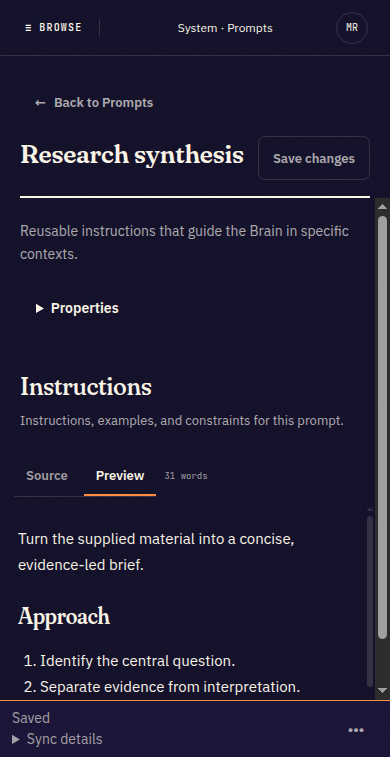 ≡ BROWSE
System · Prompts
MR
← Back to Prompts
Research synthesis
Save changes
Reusable instructions that guide the Brain in specific
contexts.
▶ Properties
Instructions
Instructions, examples, and constraints for this prompt.
Source Preview 31 words
Turn the supplied material into a concise,
evidence-led brief.
Approach
1. Identify the central question.
2. Separate evidence from interpretation.
Saved
▶ Sync details
•••